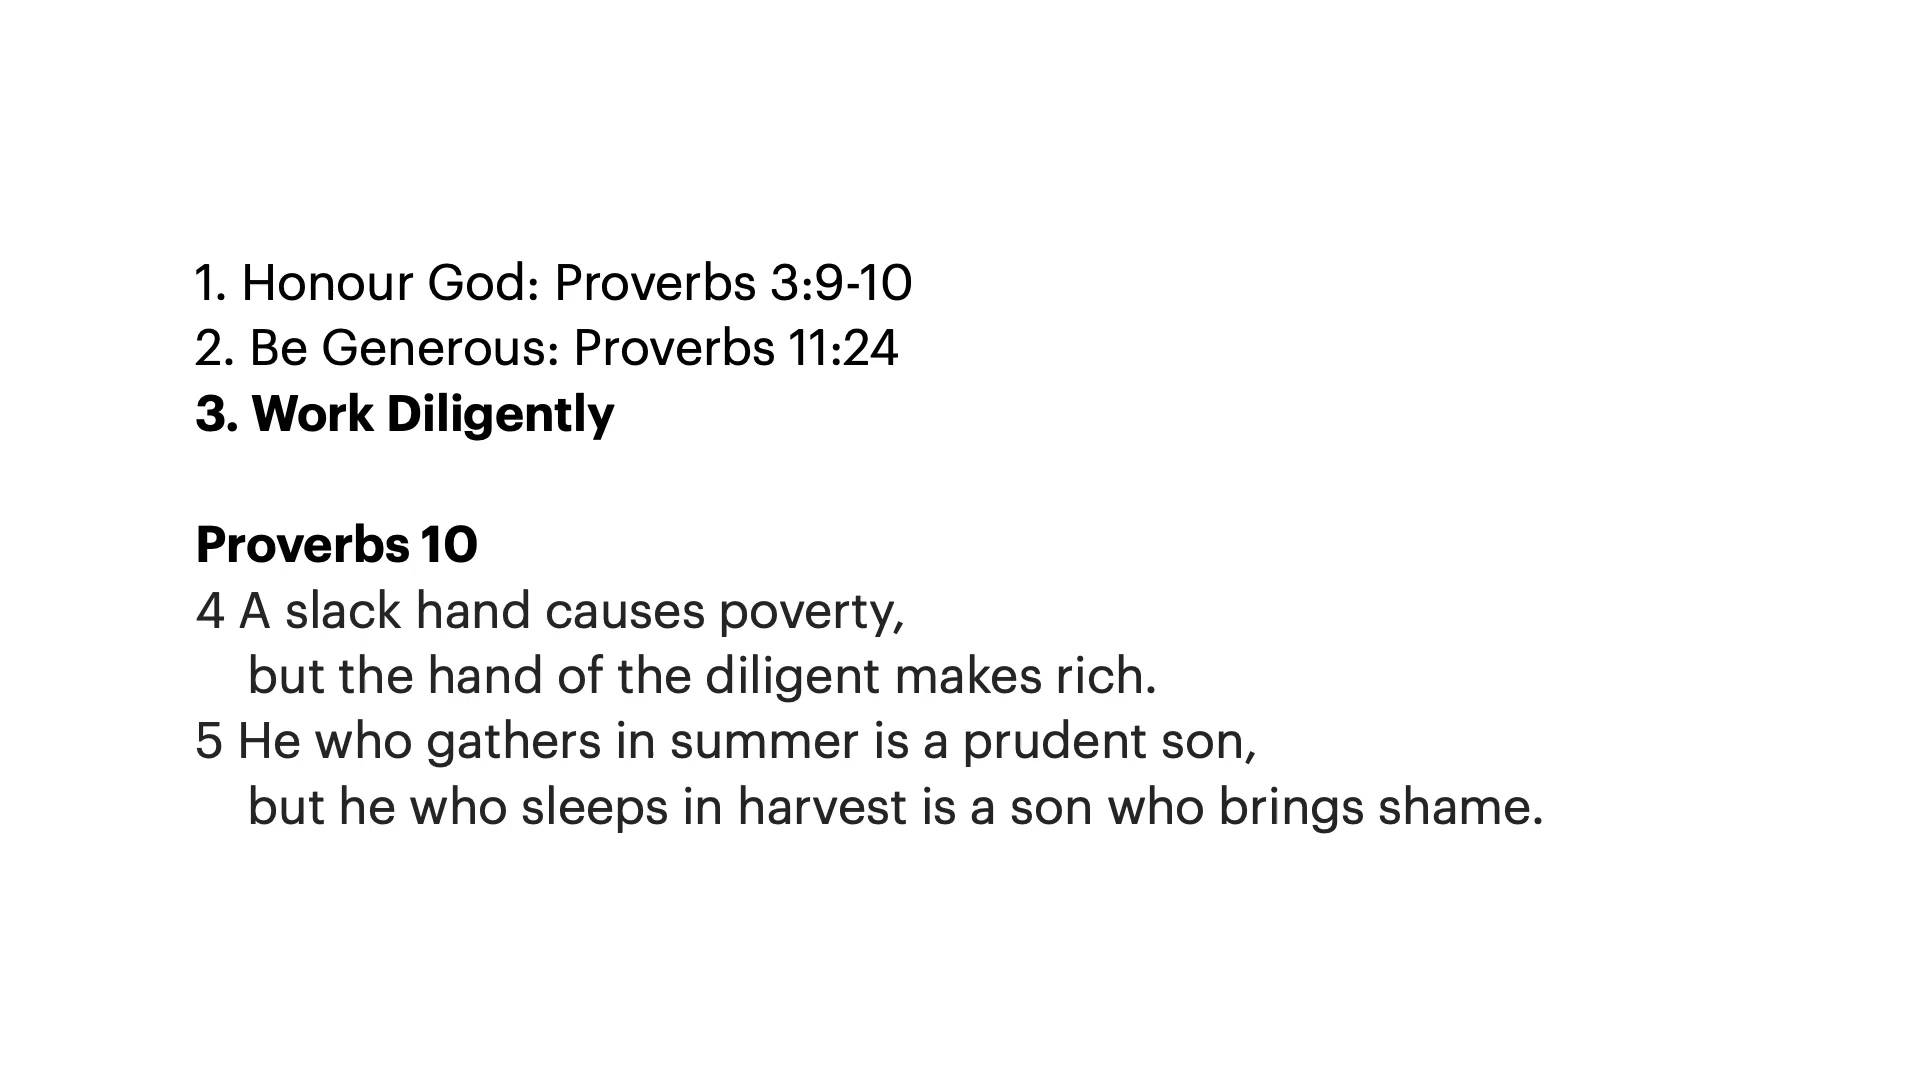 1. Honour God: Proverbs 3:9-10
2. Be Generous: Proverbs 11:24
3. Work Diligently
Proverbs 10
4 A slack hand causes poverty,
but the hand of the diligent makes rich.
5 He who gathers in summer is a prudent son,
but he who sleeps in harvest is a son who brings shame.